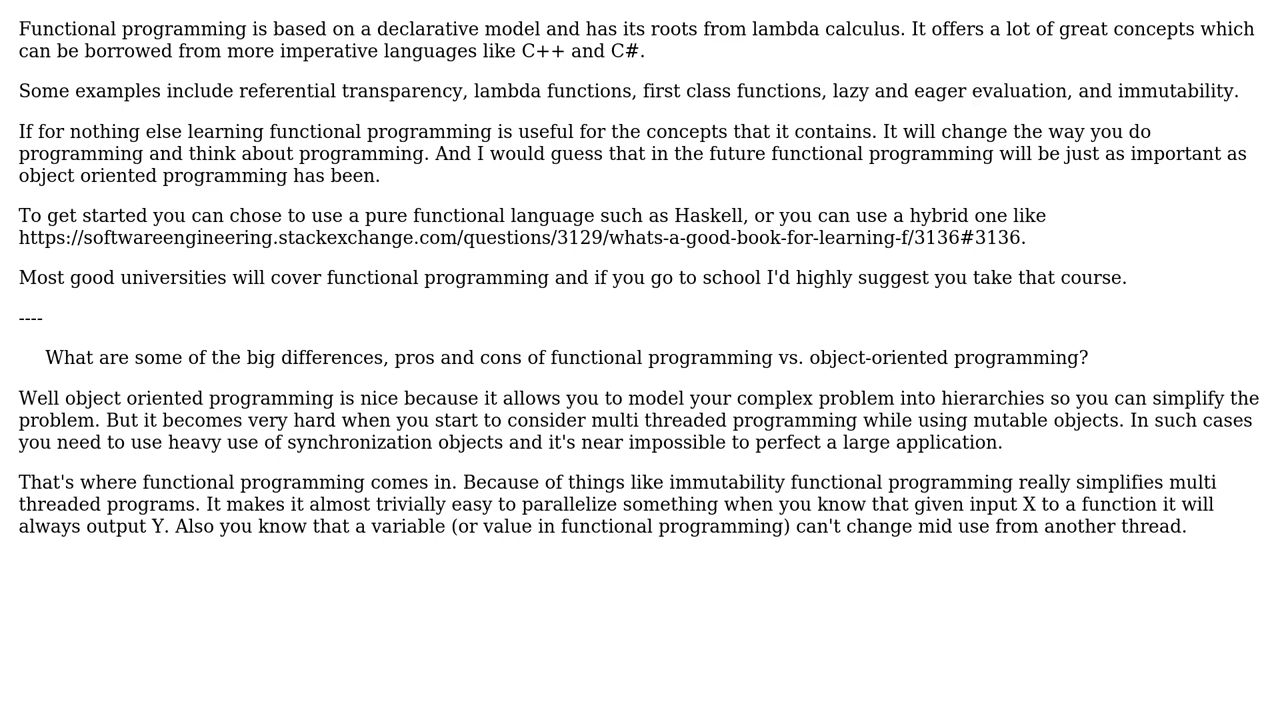 Functional programming is based on a declarative model and has its roots from lambda calculus. It offers a lot of great concepts which
can be borrowed from more imperative languages like C++ and C#.
Some examples include referential transparency, lambda functions, first class functions, lazy and eager evaluation, and immutability.
If for nothing else learning functional programming is useful for the concepts that it contains. It will change the way you do
programming and think about programming. And I would guess that in the future functional programming will be just as important as
object oriented programming has been.
To get started you can chose to use a pure functional language such as Haskell, or you can use a hybrid one like
https://softwareengineering.stackexchange.com/questions/3129/whats-a-good-book-for-learning-f/3136#3136.
Most good universities will cover functional programming and if you go to school I'd highly suggest you take that course.
----
What are some of the big differences, pros and cons of functional programming vs. object-oriented programming?
Well object oriented programming is nice because it allows you to model your complex problem into hierarchies so you can simplify the
problem. But it becomes very hard when you start to consider multi threaded programming while using mutable objects. In such cases
you need to use heavy use of synchronization objects and it's near impossible to perfect a large application.
That's where functional programming comes in. Because of things like immutability functional programming really simplifies multi
threaded programs. It makes it almost trivially easy to parallelize something when you know that given input X to a function it will
always output Y. Also you know that a variable (or value in functional programming) can't change mid use from another thread.